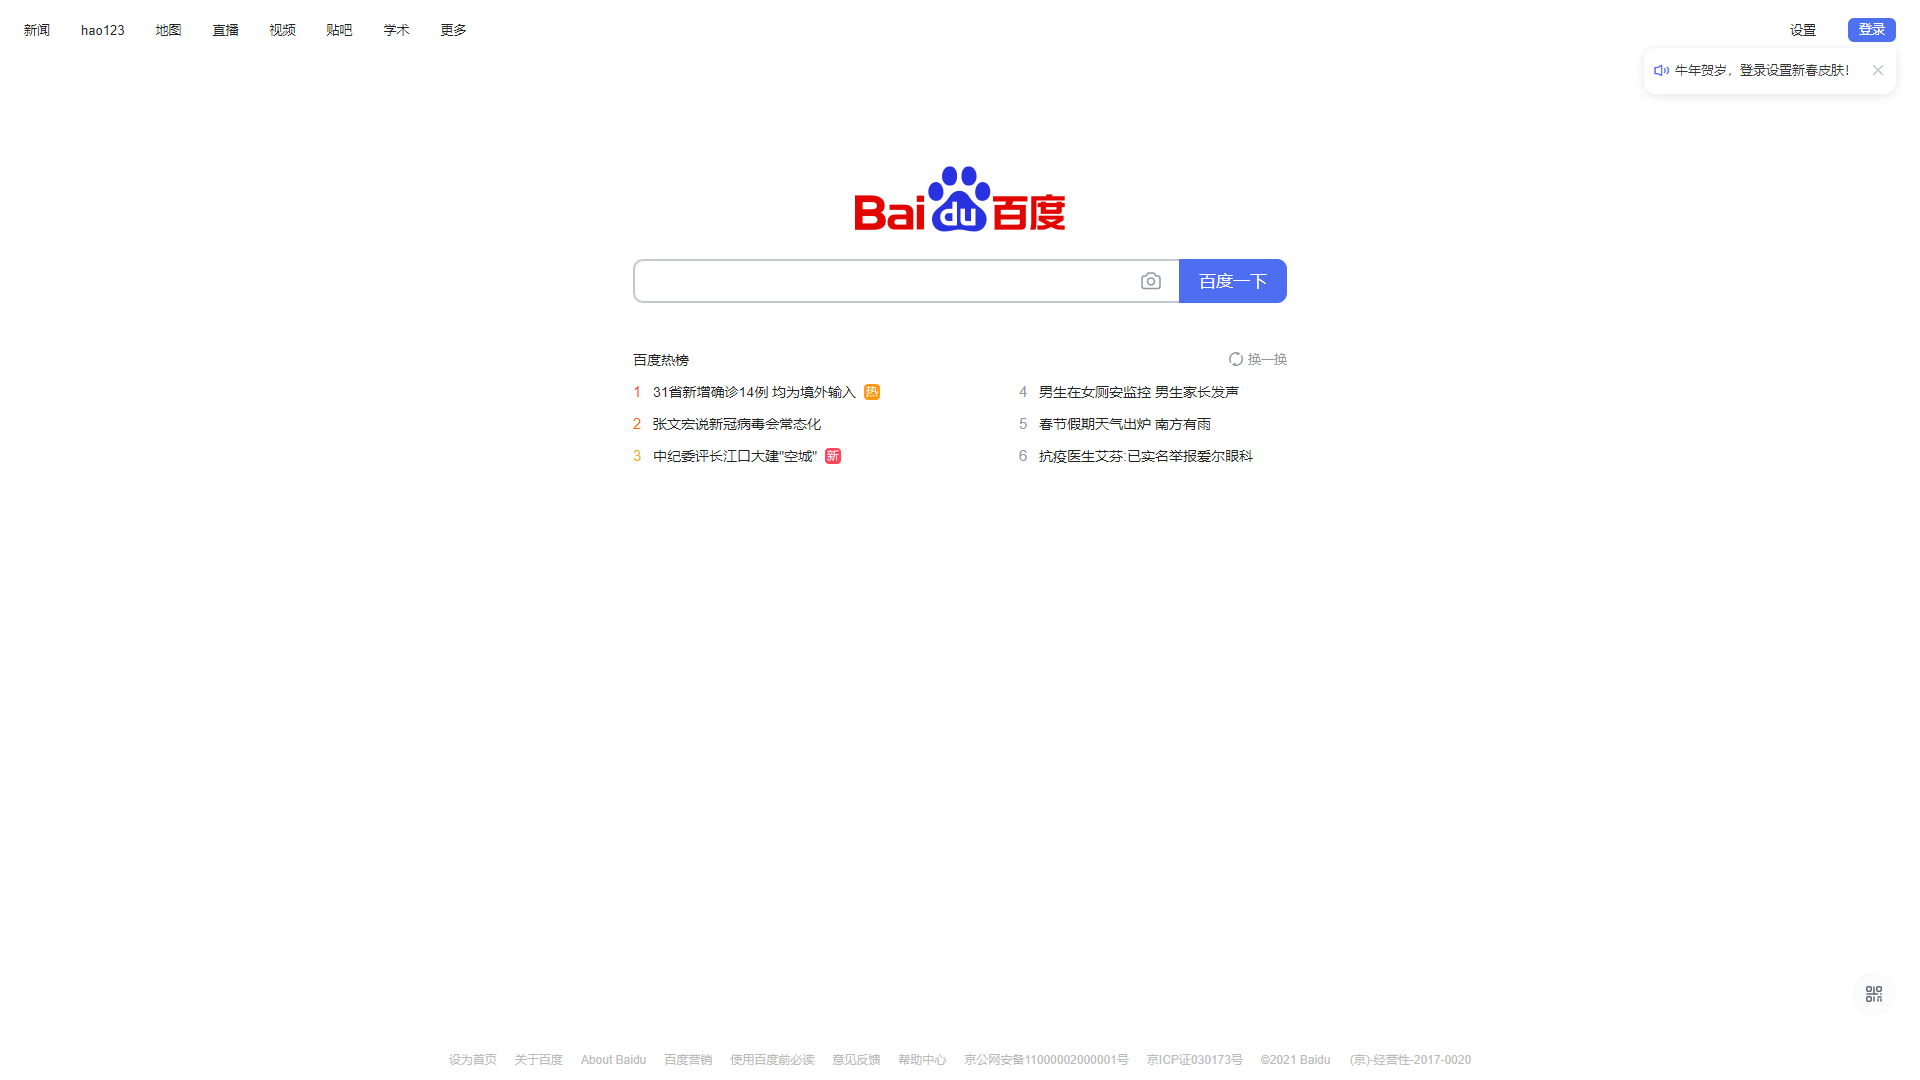 新闻 hao123 地图 直播 视频 贴吧 学术 更多 设置 登录
牛年贺岁，登录设置新春皮肤！
Bai du 百度
百度一下
百度热榜 换一换
1 31省新增确诊14例 均为境外输入 热
4 男生在女厕安监控 男生家长发声
2 张文宏说新冠病毒会常态化
5 春节假期天气出炉 南方有雨
3 中纪委评长江口大建"空城" 新
6 抗疫医生艾芬:已实名举报爱尔眼科
设为首页 关于百度 About Baidu 百度营销 使用百度前必读 意见反馈 帮助中心 京公网安备11000002000001号 京ICP证030173号 ©2021 Baidu (京)-经营性-2017-0020